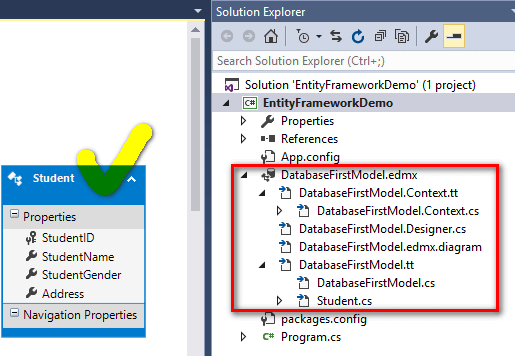 Student
Properties
StudentID
StudentName
StudentGender
Address
Navigation Properties
Solution Explorer
Search Solution Explorer (Ctrl+;)
Solution 'EntityFrameworkDemo' (1 project)
EntityFrameworkDemo
Properties
References
App.config
DatabaseFirstModel.edmx
DatabaseFirstModel.Context.tt
DatabaseFirstModel.Context.cs
DatabaseFirstModel.Designer.cs
DatabaseFirstModel.edmx.diagram
DatabaseFirstModel.tt
DatabaseFirstModel.cs
Student.cs
packages.config
Program.cs